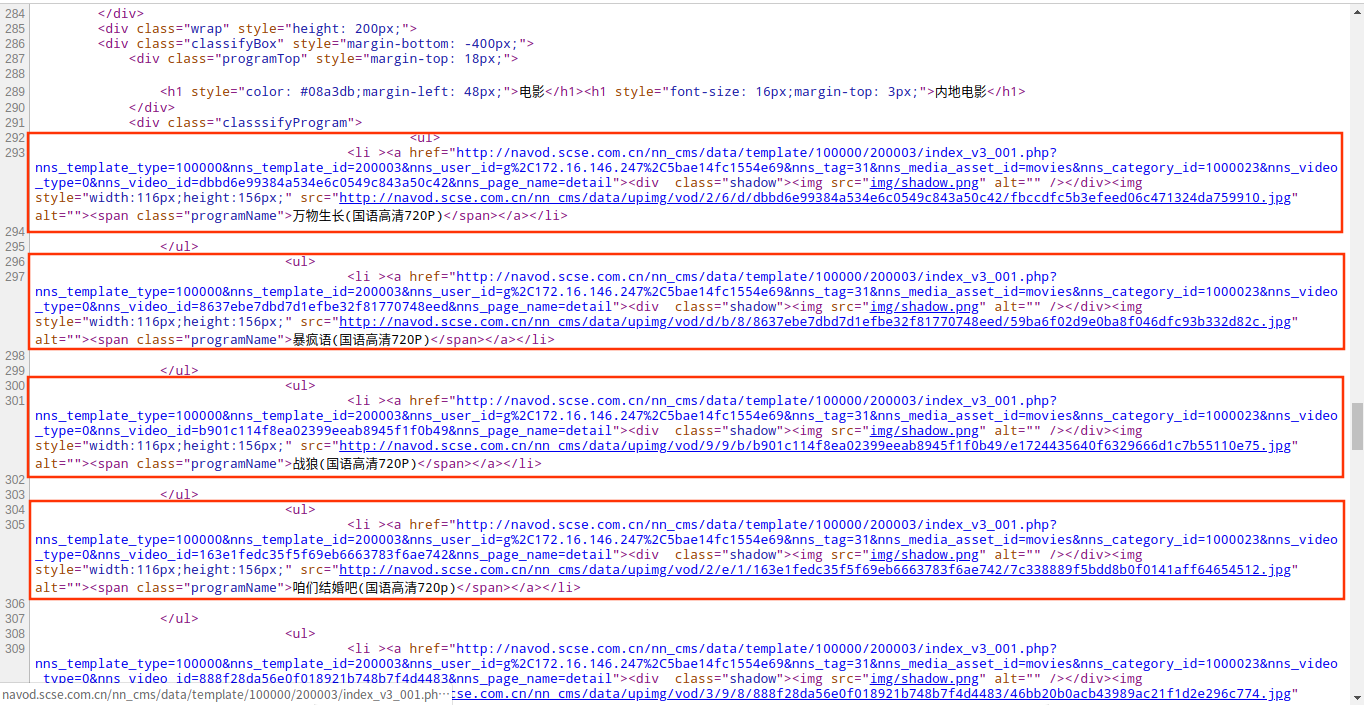 284 </div>
285 <div class="wrap" style="height: 200px;">
286 <div class="classifyBox" style="margin-bottom: -400px;">
287 <div class="programTop" style="margin-top: 18px;">
288
289 <h1 style="color: #08a3db;margin-left: 48px;">电影</h1><h1 style="font-size: 16px;margin-top: 3px;">内地电影</h1>
290 </div>
291 <div class="classsifyProgram">
292 <ul>
293 <li ><a href="http://navod.scse.com.cn/nn_cms/data/template/100000/200003/index_v3_001.php?
nns_template_type=100000&nns_template_id=200003&nns_user_id=g%2C172.16.146.247%2C5bae14fc1554e69&nns_tag=31&nns_media_asset_id=movies&nns_category_id=1000023&nns_video
_type=0&nns_video_id=dbbd6e99384a534e6c0549c843a50c42&nns_page_name=detail"><div  class="shadow"><img src="img/shadow.png" alt="" /></div><img
style="width:116px;height:156px;" src="http://navod.scse.com.cn/nn_cms/data/upimg/vod/2/6/d/dbbd6e99384a534e6c0549c843a50c42/fbccdfc5b3efeed06c471324da759910.jpg"
alt=""><span class="programName">万物生长(国语高清720P)</span></a></li>
294
295 </ul>
296 <ul>
297 <li ><a href="http://navod.scse.com.cn/nn_cms/data/template/100000/200003/index_v3_001.php?
nns_template_type=100000&nns_template_id=200003&nns_user_id=g%2C172.16.146.247%2C5bae14fc1554e69&nns_tag=31&nns_media_asset_id=movies&nns_category_id=1000023&nns_video
_type=0&nns_video_id=8637ebe7dbd7d1efbe32f81770748eed&nns_page_name=detail"><div  class="shadow"><img src="img/shadow.png" alt="" /></div><img
style="width:116px;height:156px;" src="http://navod.scse.com.cn/nn_cms/data/upimg/vod/d/b/8/8637ebe7dbd7d1efbe32f81770748eed/59ba6f02d9e0ba8f046dfc93b332d82c.jpg"
alt=""><span class="programName">暴疯语(国语高清720P)</span></a></li>
298
299 </ul>
300 <ul>
301 <li ><a href="http://navod.scse.com.cn/nn_cms/data/template/100000/200003/index_v3_001.php?
nns_template_type=100000&nns_template_id=200003&nns_user_id=g%2C172.16.146.247%2C5bae14fc1554e69&nns_tag=31&nns_media_asset_id=movies&nns_category_id=1000023&nns_video
_type=0&nns_video_id=b901c114f8ea02399eeab8945f1f0b49&nns_page_name=detail"><div  class="shadow"><img src="img/shadow.png" alt="" /></div><img
style="width:116px;height:156px;" src="http://navod.scse.com.cn/nn_cms/data/upimg/vod/9/9/b/b901c114f8ea02399eeab8945f1f0b49/e1724435640f6329666d1c7b55110e75.jpg"
alt=""><span class="programName">战狼(国语高清720P)</span></a></li>
302
303 </ul>
304 <ul>
305 <li ><a href="http://navod.scse.com.cn/nn_cms/data/template/100000/200003/index_v3_001.php?
nns_template_type=100000&nns_template_id=200003&nns_user_id=g%2C172.16.146.247%2C5bae14fc1554e69&nns_tag=31&nns_media_asset_id=movies&nns_category_id=1000023&nns_video
_type=0&nns_video_id=163e1fedc35f5f69eb6663783f6ae742&nns_page_name=detail"><div  class="shadow"><img src="img/shadow.png" alt="" /></div><img
style="width:116px;height:156px;" src="http://navod.scse.com.cn/nn_cms/data/upimg/vod/2/e/1/163e1fedc35f5f69eb6663783f6ae742/7c338889f5bdd8b0f0141aff64654512.jpg"
alt=""><span class="programName">咱们结婚吧(国语高清720p)</span></a></li>
306
307 </ul>
308 <ul>
309 <li ><a href="http://navod.scse.com.cn/nn_cms/data/template/100000/200003/index_v3_001.php?
nns_template_type=100000&nns_template_id=200003&nns_user_id=g%2C172.16.146.247%2C5bae14fc1554e69&nns_tag=31&nns_media_asset_id=movies&nns_category_id=1000023&nns_video
_type=0&nns_video_id=888f28da56e0f018921b748b7f4d4483&nns_page_name=detail"><div  class="shadow"><img src="img/shadow.png" alt="" /></div><img
navod.scse.com.cn/nn_cms/data/template/100000/200003/index_v3_001.ph… :scse.com.cn/nn_cms/data/upimg/vod/3/9/8/888f28da56e0f018921b748b7f4d4483/46bb20b0acb43989ac21f1d2e296c774.jpg"